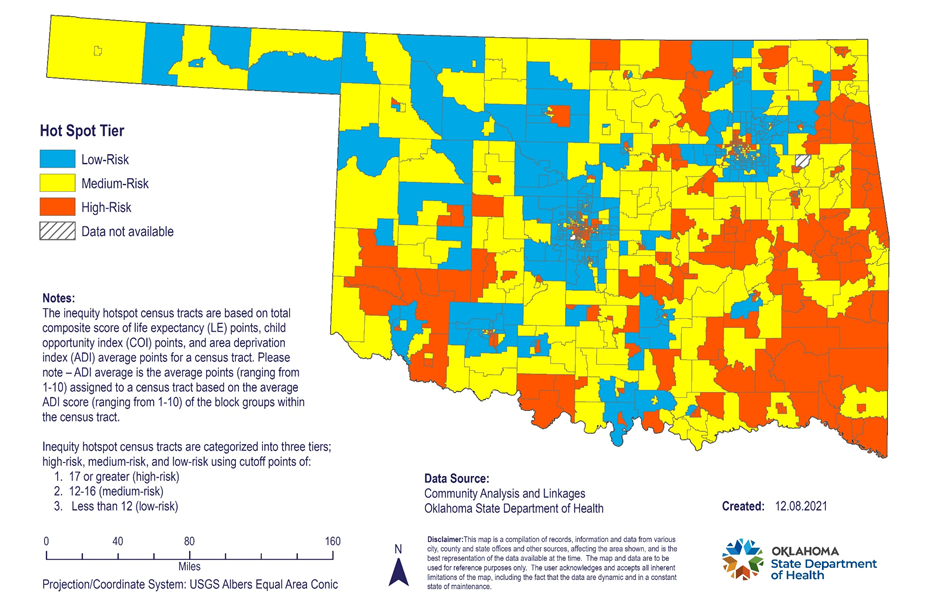 Hot Spot Tier
Low-Risk
Medium-Risk
High-Risk
Data not available
Notes:
The inequity hotspot census tracts are based on total
composite score of life expectancy (LE) points, child
opportunity index (COI) points, and area deprivation
index (ADI) average points for a census tract. Please
note – ADI average is the average points (ranging from
1-10) assigned to a census tract based on the average
ADI score (ranging from 1-10) of the block groups within
the census tract.
Inequity hotspot census tracts are categorized into three tiers;
high-risk, medium-risk, and low-risk using cutoff points of:
1. 17 or greater (high-risk)
2. 12-16 (medium-risk)
3. Less than 12 (low-risk)
0 40 80 160
Miles
Projection/Coordinate System: USGS Albers Equal Area Conic
N
Data Source:
Community Analysis and Linkages
Oklahoma State Department of Health
Disclaimer:This map is a compilation of records, information and data from various
city, county and state offices and other sources, affecting the area shown, and is the
best representation of the data available at the time. The map and data are to be
used for reference purposes only. The user acknowledges and accepts all inherent
limitations of the map, including the fact that the data are dynamic and in a constant
state of maintenance.
Created: 12.08.2021
OKLAHOMA
State Department
of Health